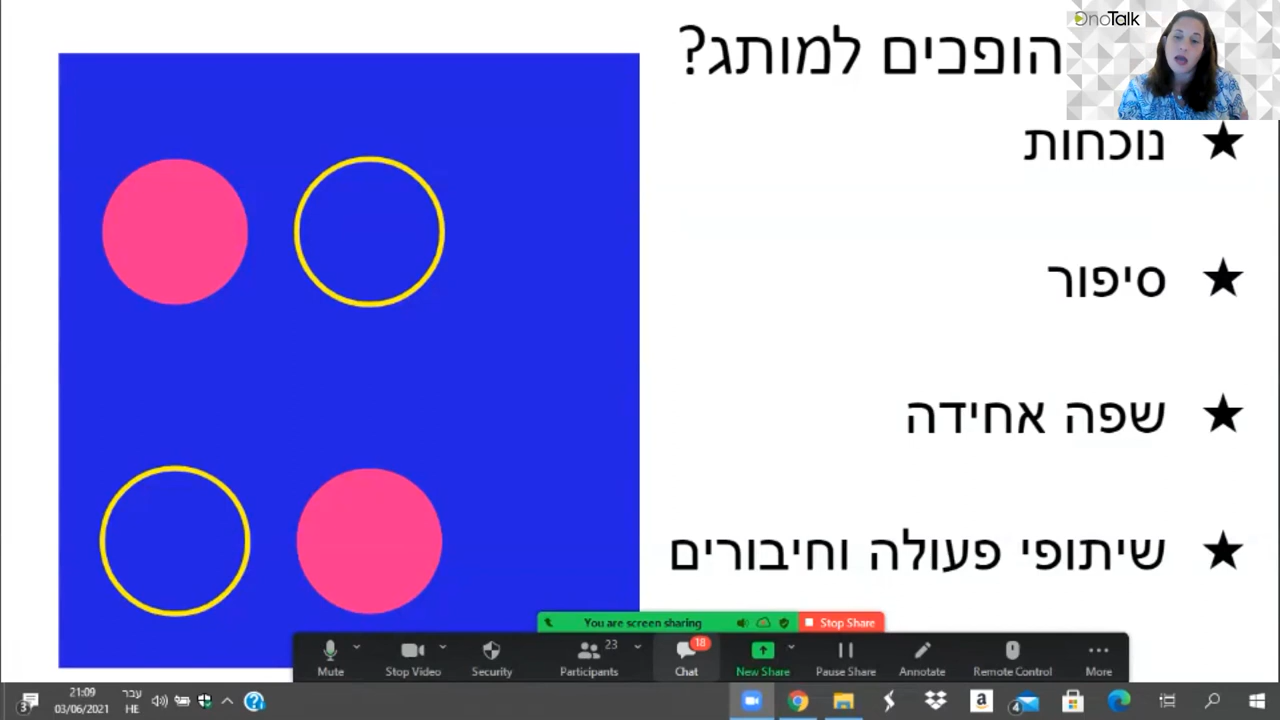 OnoTalk
הופכים למותג?
★ נוכחות
★ סיפור
★ שפה אחידה
★ שיתופי פעולה וחיבורים
You are screen sharing
Stop Share
Mute
Stop Video
Security
23
Participants
18
Chat
New Share
Pause Share
Annotate
Remote Control
More
3
21:09
03/06/2021
עבר
HE
4